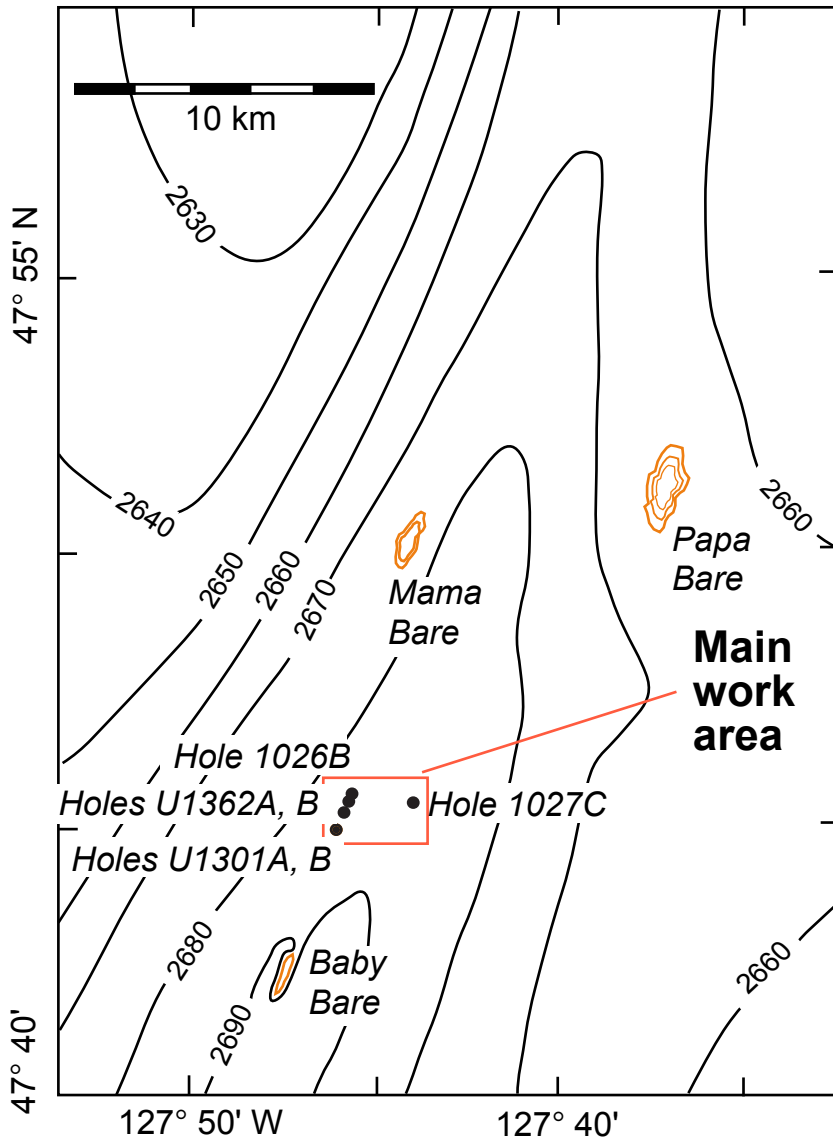 10 km
2630
47° 55' N
2640
2650
2660
2670
2660
Papa
Bare
Mama
Bare
Main
work
area
Hole 1026B
Holes U1362A, B
Hole 1027C
Holes U1301A, B
2680
2690
Baby
Bare
2660
47° 40'
127° 50' W
127° 40'